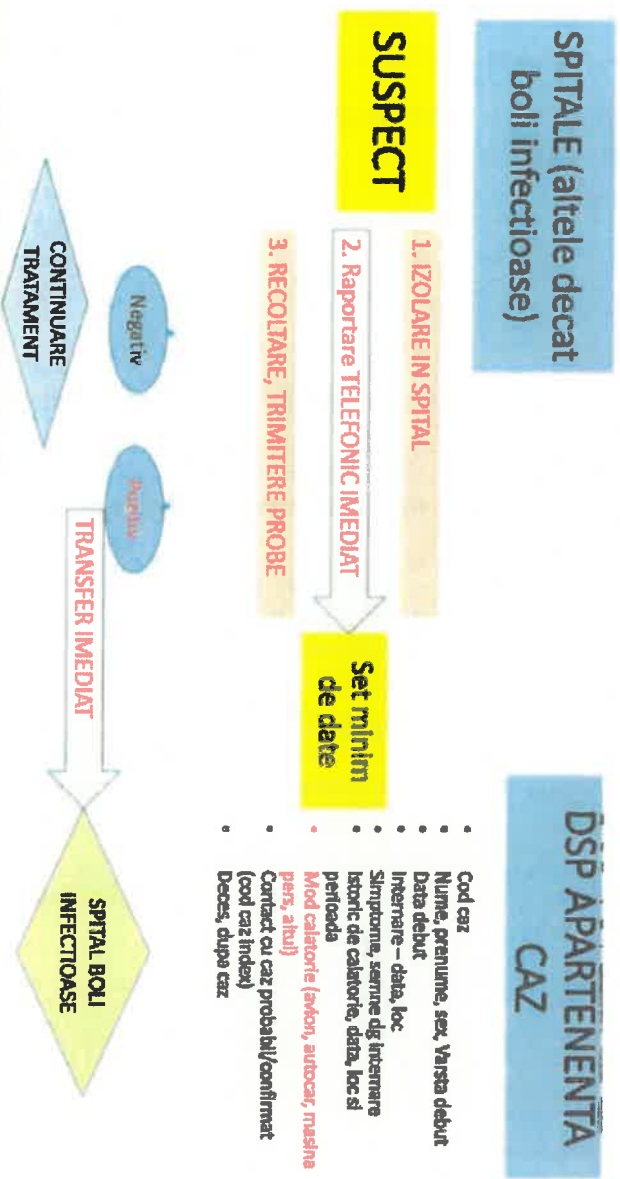 SPITALE (altele decat
boli infectioase)
DSP APARTENENTA
CAZ
SUSPECT
1. IZOLARE IN SPITAL
2. Raportare TELEFONIC IMEDIAT
3. RECOLTARE, TRIMITERE PROBE
Set minim
de date
• Cod caz
• Nume, prenume, sex, Varsta debut
• Data debut
• Internare – data, loc
• Simptome, semne dg internare
• Istoric de calatorie, data, loc si
perioada
• Mod calatorie (avion, autocar, masina
pers, altul)
• Contact cu caz probabil/confirmat
(cod caz index)
• Deces, dupa caz
Negativ
Pozitiv
CONTINUARE
TRATAMENT
TRANSFER IMEDIAT
SPITAL BOLI
INFECTIOASE